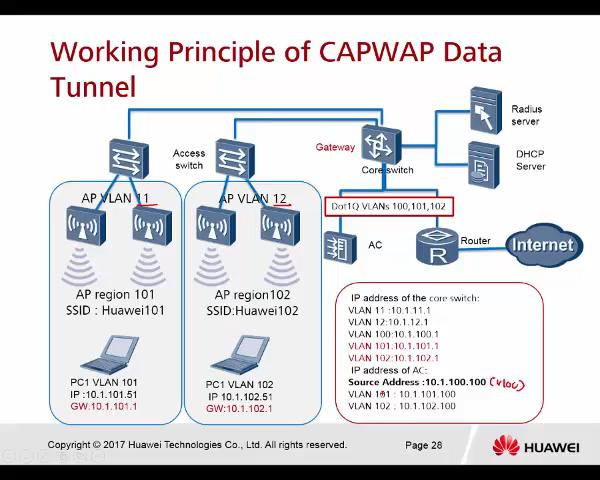 Working Principle of CAPWAP Data
Tunnel
Radius
server
Access
switch
Gateway
Core switch
DHCP
Server
AP VLAN 11
AP VLAN 12
Dot1Q VLANs 100,101,102
AC
R
Router
Internet
AP region 101
SSID : Huawei101
AP region102
SSID:Huawei102
PC1 VLAN 101
IP :10.1.101.51
GW:10.1.101.1
PC1 VLAN 102
IP :10.1.102.51
GW:10.1.102.1
IP address of the core switch:
VLAN 11 :10.1.11.1
VLAN 12:10.1.12.1
VLAN 100:10.1.100.1
VLAN 101:10.1.101.1
VLAN 102:10.1.102.1
IP address of AC:
Source Address :10.1.100.100 (V100)
VLAN 101 : 10.1.101.100
VLAN 102 : 10.1.102.100
Copyright © 2017 Huawei Technologies Co., Ltd. All rights reserved.
Page 28
HUAWEI